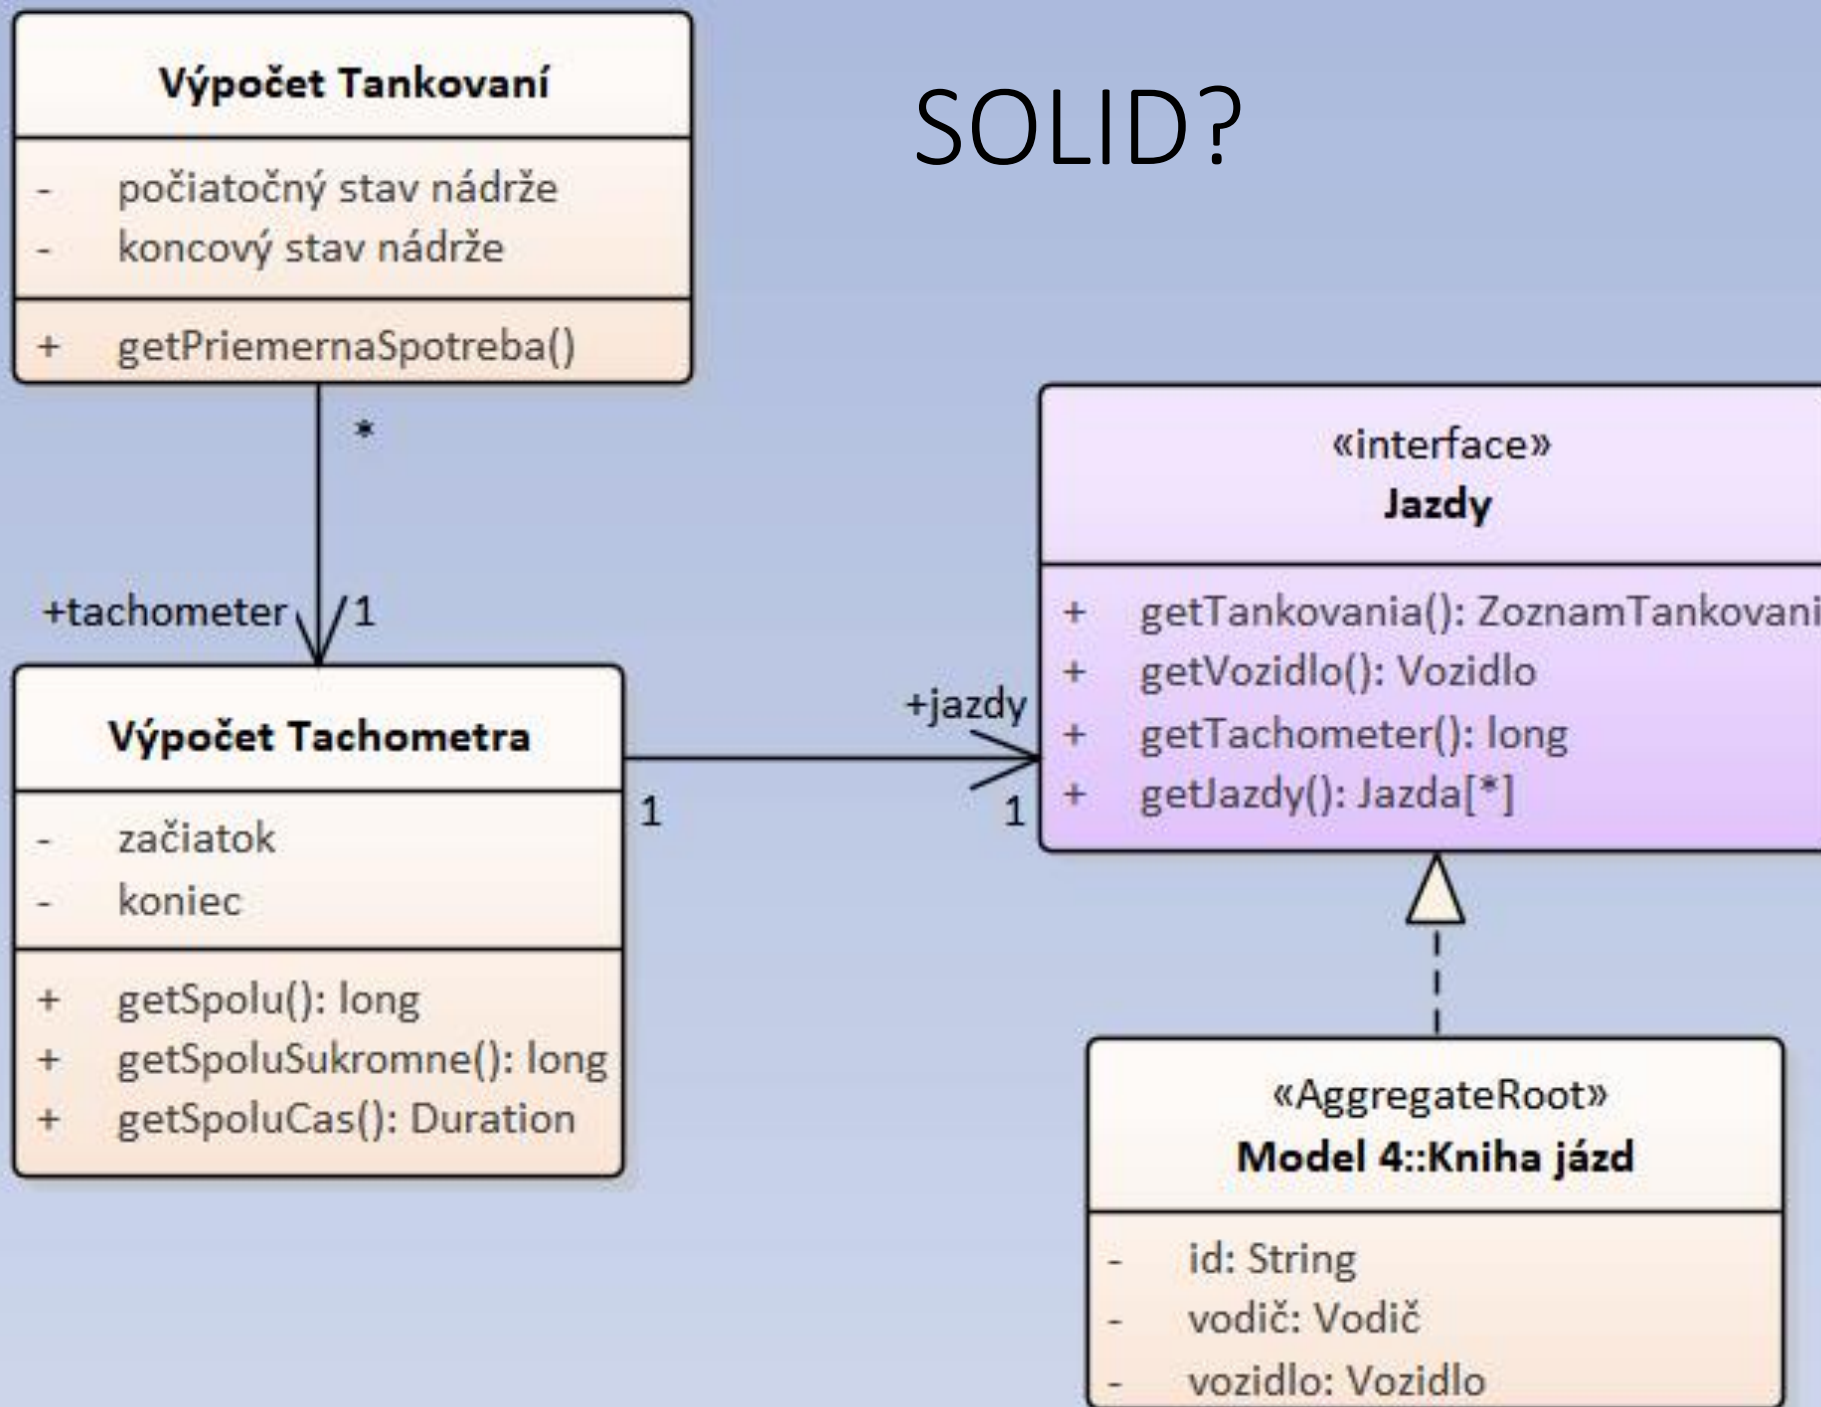 SOLID?
Výpočet Tankovaní
- počiatočný stav nádrže
- koncový stav nádrže
+ getPriemernaSpotreba()
*
+tachometer 1
Výpočet Tachometra
- začiatok
- koniec
+ getSpolu(): long
+ getSpoluSukromne(): long
+ getSpoluCas(): Duration
1
+jazdy
1
«interface»
Jazdy
+ getTankovania(): ZoznamTankovani
+ getVozidlo(): Vozidlo
+ getTachometer(): long
+ getJazdy(): Jazda[*]
«AggregateRoot»
Model 4::Kniha jázd
- id: String
- vodič: Vodič
- vozidlo: Vozidlo